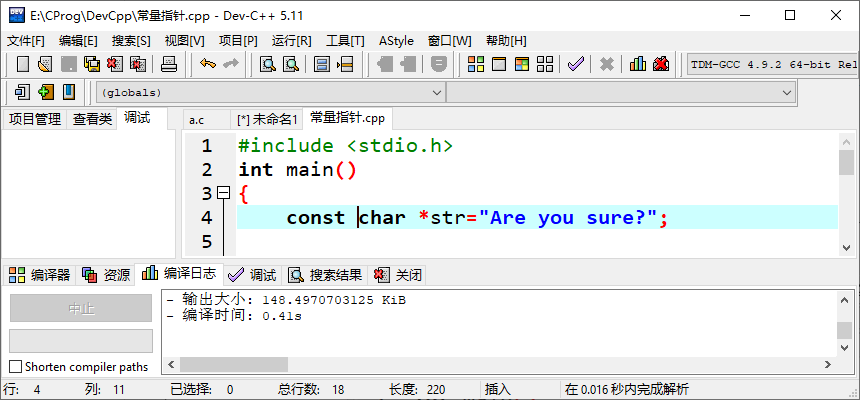 E:\CProg\DevCpp\常量指针.cpp - Dev-C++ 5.11
文件[F] 编辑[E] 搜索[S] 视图[V] 项目[P] 运行[R] 工具[T] AStyle 窗口[W] 帮助[H]
TDM-GCC 4.9.2 64-bit Rel
(globals)
项目管理 查看类 调试 a.c [*] 未命名1 常量指针.cpp
1 #include <stdio.h>
2 int main()
3 {
4 const char *str="Are you sure?";
5
编译器 资源 编译日志 调试 搜索结果 关闭
中止
- 输出大小: 148.4970703125 KiB
- 编译时间: 0.41s
Shorten compiler paths
行: 4 列: 11 已选择: 0 总行数: 18 长度: 220 插入 在 0.016 秒内完成解析